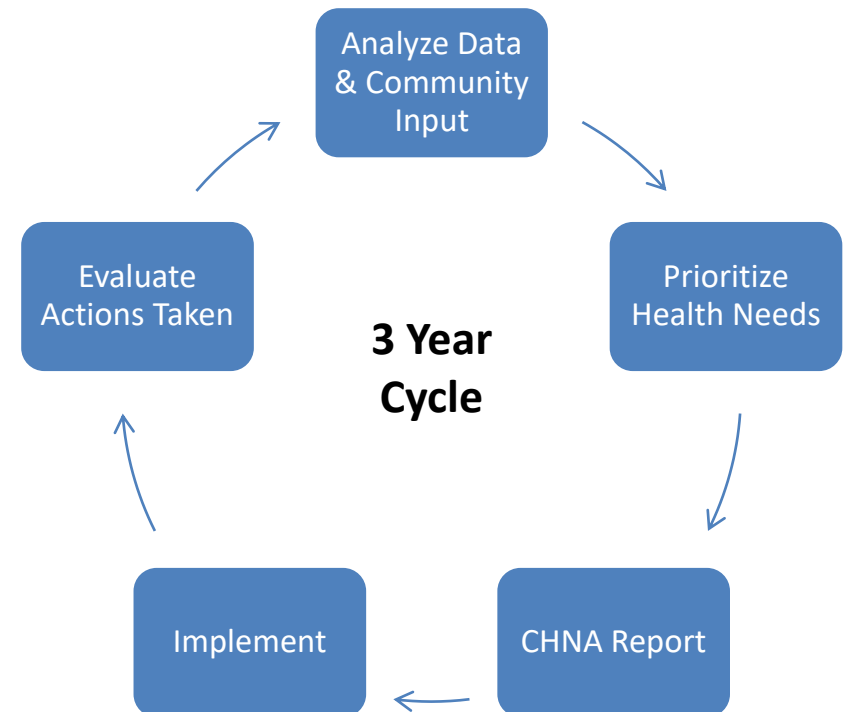 Analyze Data
& Community
Input
Prioritize
Health Needs
CHNA Report
Implement
Evaluate
Actions Taken
3 Year
Cycle